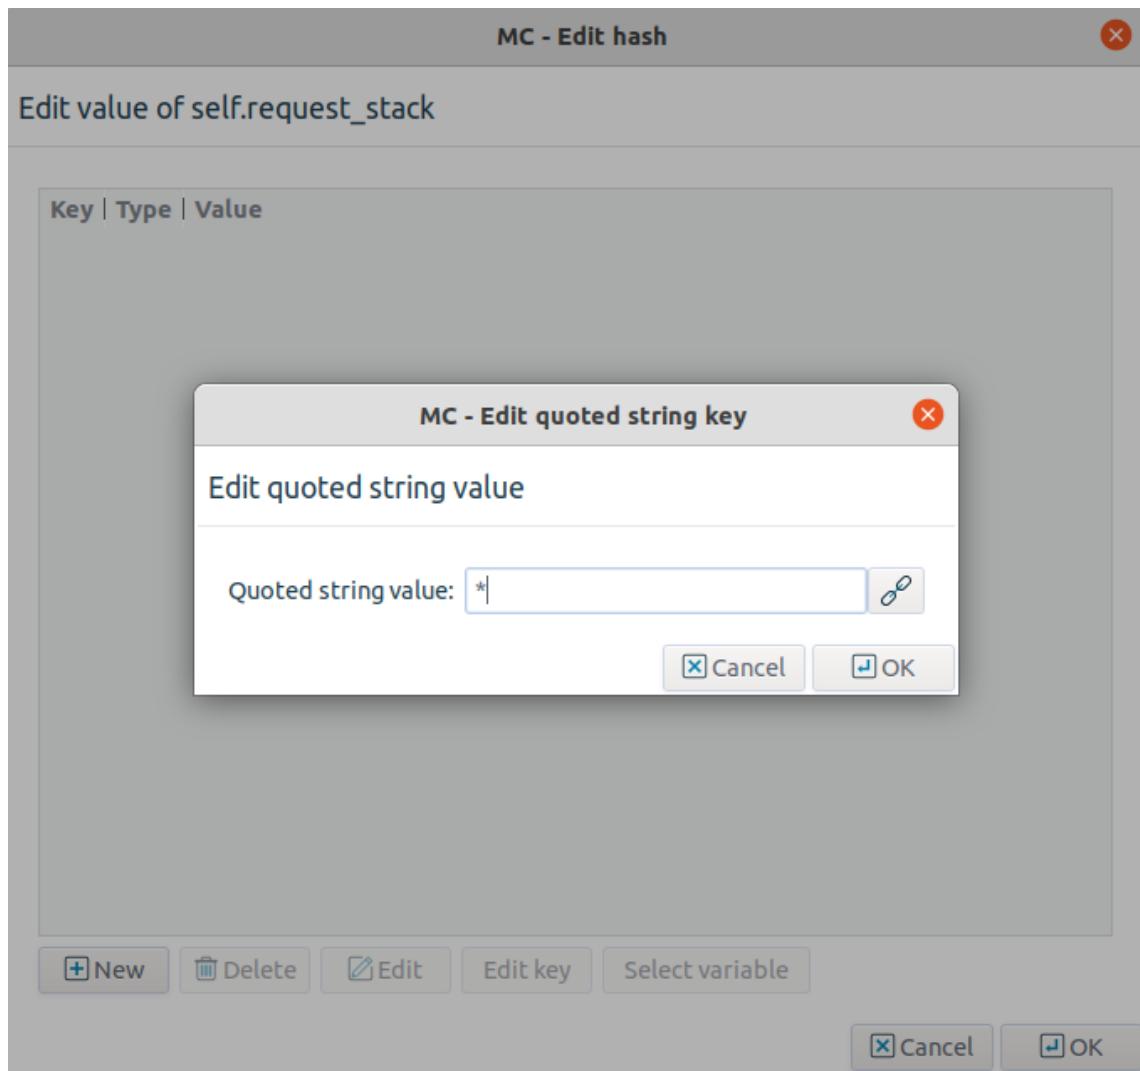 MC - Edit hash
Edit value of self.request_stack
Key Type Value
MC - Edit quoted string key
Edit quoted string value
Quoted string value: *
Cancel OK
New Delete Edit Edit key Select variable
Cancel OK